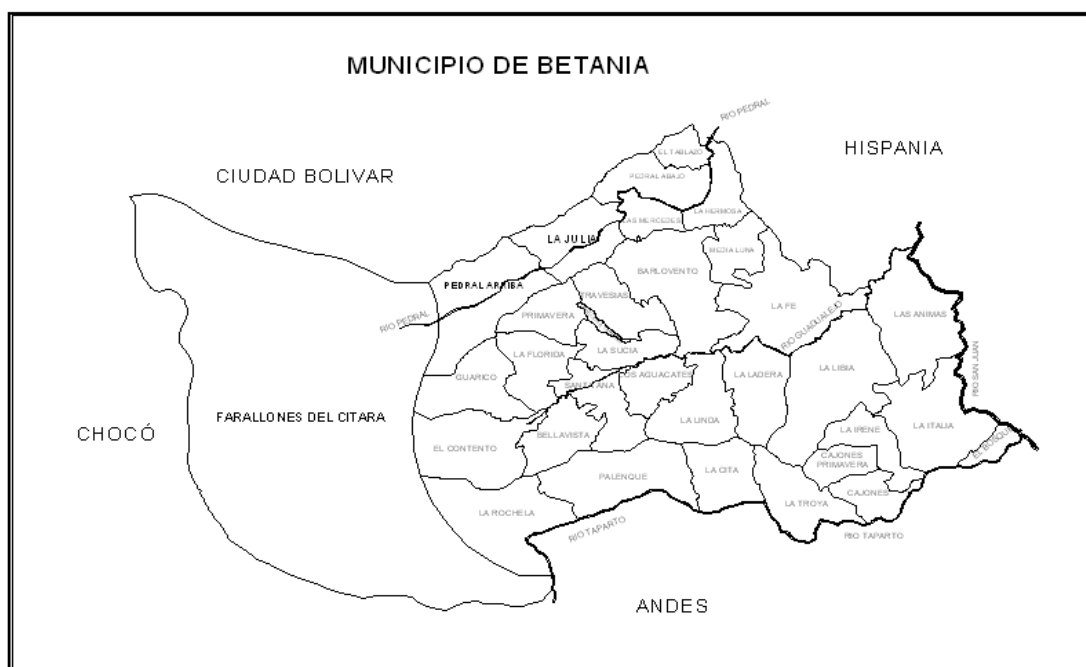 MUNICIPIO DE BETANIA
RIO PEDRAL
HISPANIA
EL TABLAZO
CIUDAD BOLIVAR
PEDRAL ABAJO
LA HERMOSA
LAS MERCEDES
LA JULIA
MEDIA LUNA
BARLOVENTO
PEDRAL ARRIBA
TRAVESIAS
LA FE
PRIMAVERA
LAS ANIMAS
RIO PEDRAL
RIO GUADUALEJO
LA FLORIDA
LA SUCIA
RIO SAN JUAN
GUARICO
SANTA ANA
LOS AGUACATES
LA LADERA
LA LIBIA
FARALLONES DEL CITARA
CHOCÓ
LA LINDA
LA IRENE
LA ITALIA
BELLAVISTA
EL CONTENTO
EL BOSQUE
CAJONES
PRIMAVERA
PALENQUE
LA CITA
CAJONES
LA TROYA
LA ROCHELA
RIO TAPARTO
RIO TAPARTO
ANDES